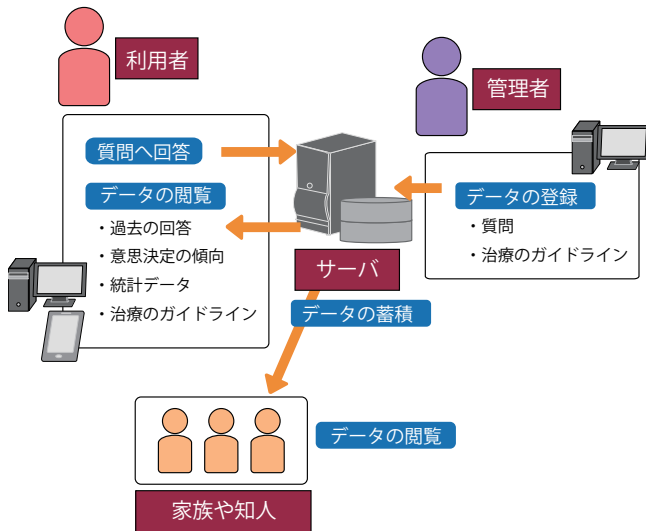 利用者
管理者
質問へ回答
データの閲覧
・過去の回答
・意思決定の傾向
・統計データ
・治療のガイドライン
データの登録
・質問
・治療のガイドライン
サーバ
データの蓄積
データの閲覧
家族や知人